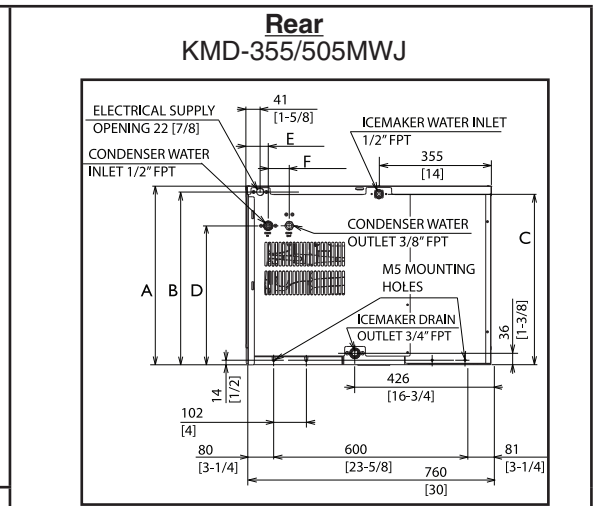 Rear
KMD-355/505MWJ
41
[1-5/8]
ELECTRICAL SUPPLY
OPENING 22 [7/8]
ICEMAKER WATER INLET
1/2" FPT
E
CONDENSER WATER
INLET 1/2" FPT
F
355
[14]
CONDENSER WATER
OUTLET 3/8" FPT
A
B
D
C
M5 MOUNTING
HOLES
ICEMAKER DRAIN
OUTLET 3/4" FPT
36
[1-3/8]
14
[1/2]
426
[16-3/4]
102
[4]
80
[3-1/4]
600
[23-5/8]
81
[3-1/4]
760
[30]